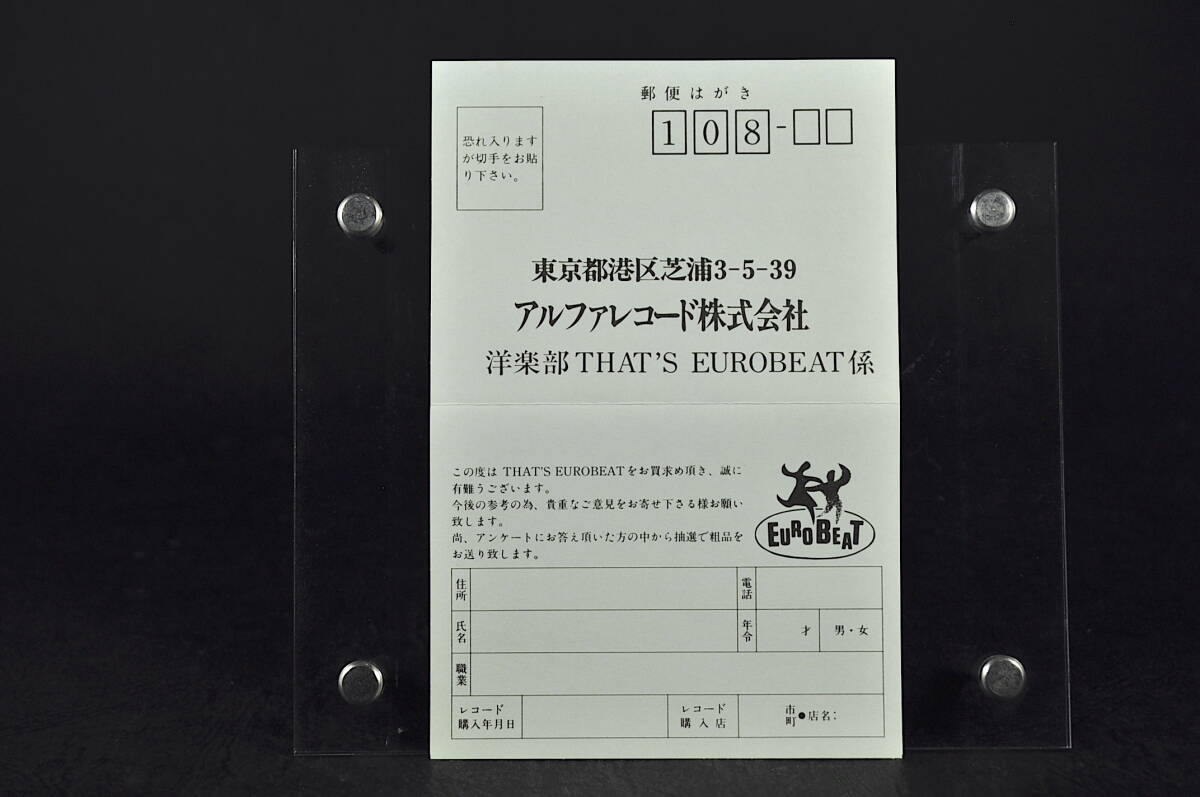 郵便はがき
108-
恐れ入ります
が切手をお貼
り下さい。
東京都港区芝浦3-5-39
アルファレコード株式会社
洋楽部THAT'S EUROBEAT係
この度は THAT'S EUROBEATをお買求め頂き、誠に
有難うございます。
今後の参考の為、貴重なご意見をお寄せ下さる様お願い
致します。
尚、アンケートにお答え頂いた方の中から抽選で粗品を
お送り致します。
EUROBEAT
住所
電話
氏名
年令
才
男・女
職業
レコード
購入年月日
レコード
購入店
市
町●店名: